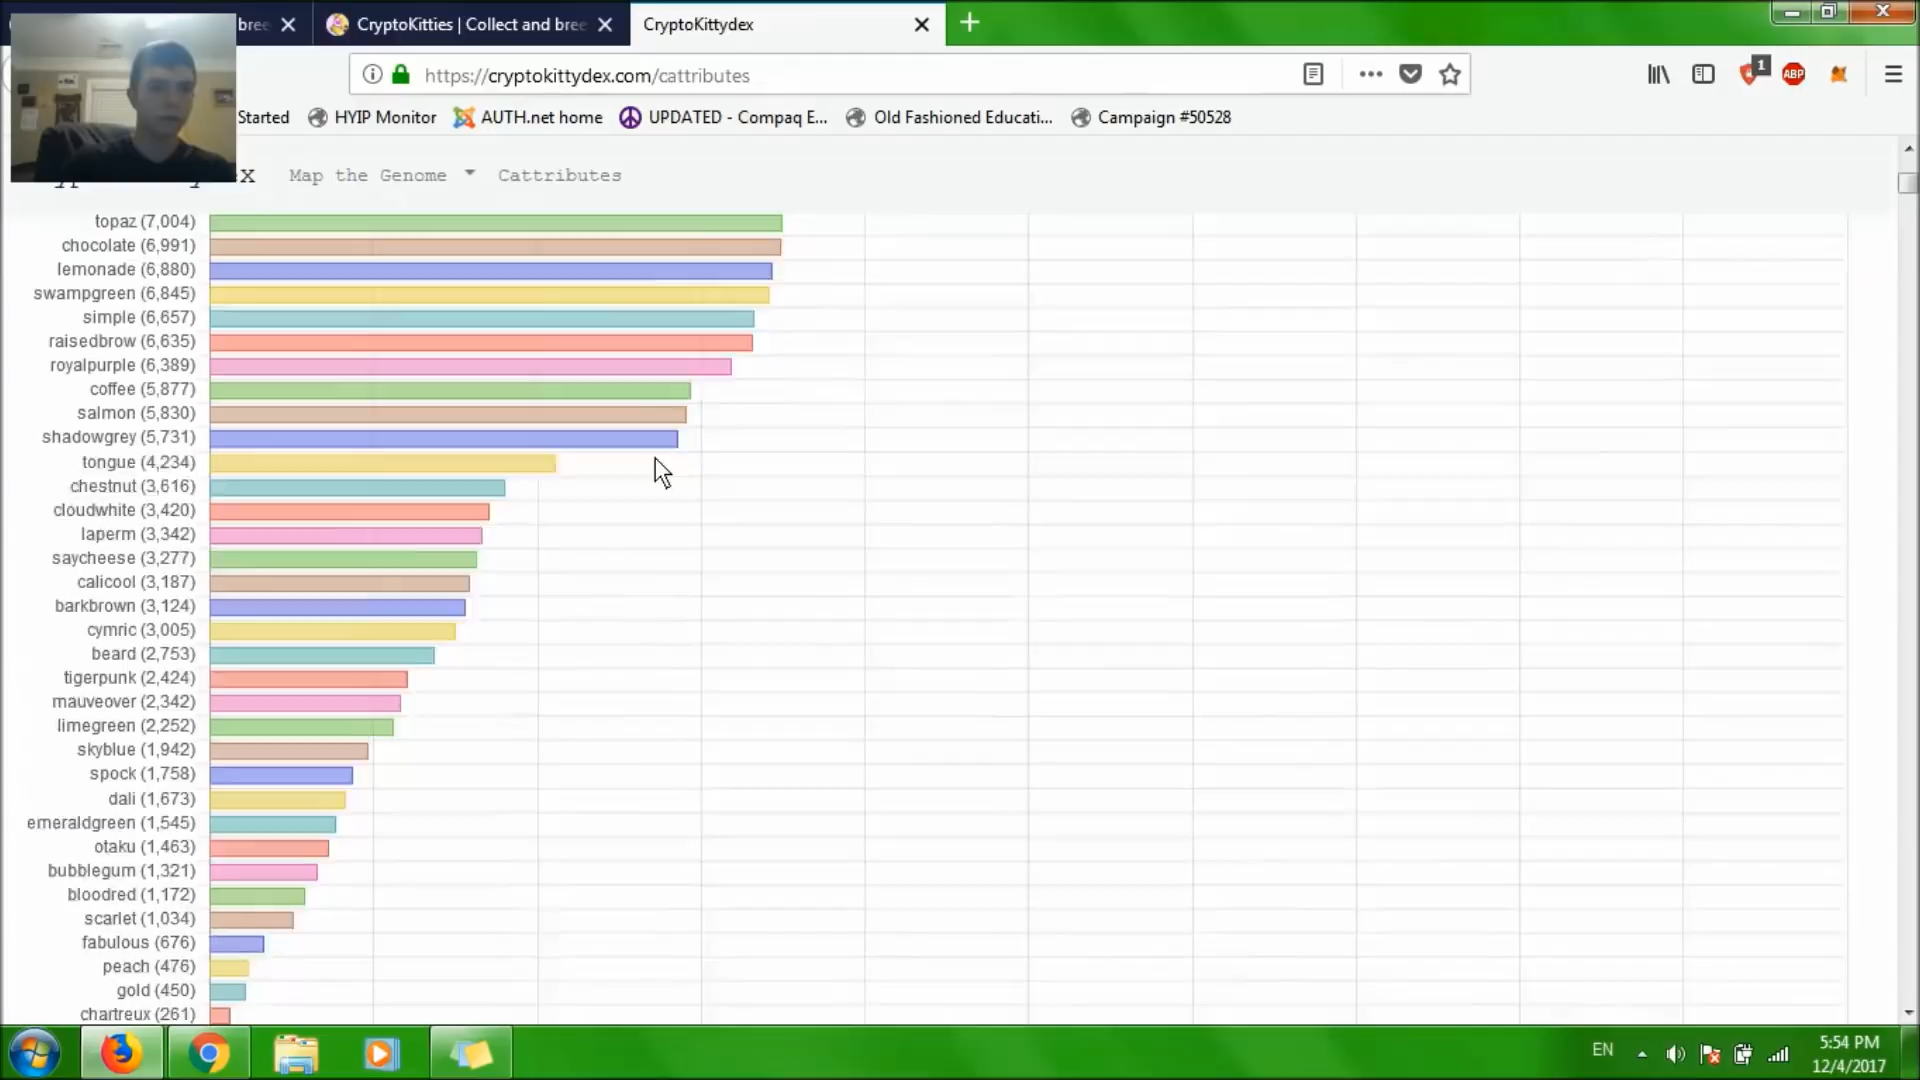 bree
CryptoKitties | Collect and bree
CryptoKittydex
https://cryptokittydex.com/cattributes
1
ABP
Started
HYIP Monitor
AUTH.net home
UPDATED - Compaq E...
Old Fashioned Educati...
Campaign #50528
x
Map the Genome
Cattributes
topaz (7,004)
chocolate (6,991)
lemonade (6,880)
swampgreen (6,845)
simple (6,657)
raisedbrow (6,635)
royalpurple (6,389)
coffee (5,877)
salmon (5,830)
shadowgrey (5,731)
tongue (4,234)
chestnut (3,616)
cloudwhite (3,420)
laperm (3,342)
saycheese (3,277)
calicool (3,187)
barkbrown (3,124)
cymric (3,005)
beard (2,753)
tigerpunk (2,424)
mauveover (2,342)
limegreen (2,252)
skyblue (1,942)
spock (1,758)
dali (1,673)
emeraldgreen (1,545)
otaku (1,463)
bubblegum (1,321)
bloodred (1,172)
scarlet (1,034)
fabulous (676)
peach (476)
gold (450)
chartreux (261)
EN
5:54 PM
12/4/2017